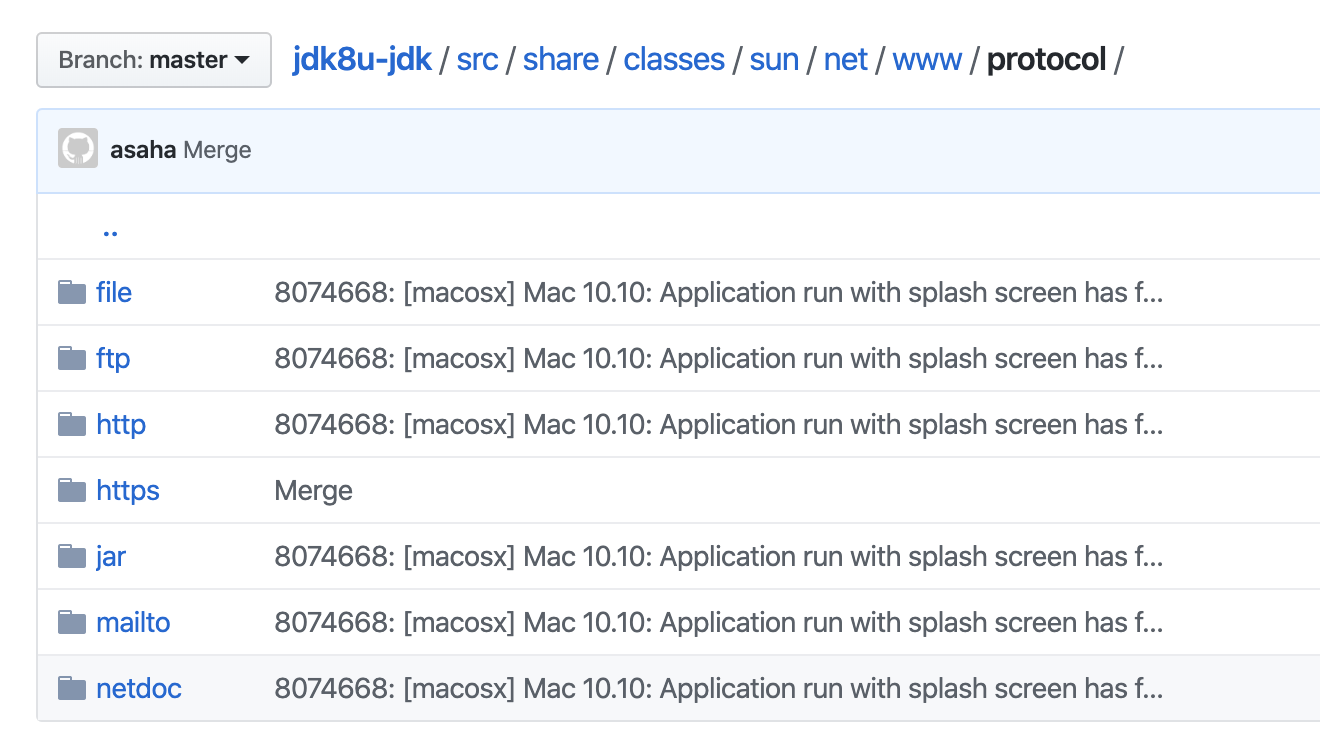 Branch: master jdk8u-jdk / src / share / classes / sun / net / www / protocol /
asaha Merge
..
file 8074668: [macosx] Mac 10.10: Application run with splash screen has f...
ftp 8074668: [macosx] Mac 10.10: Application run with splash screen has f...
http 8074668: [macosx] Mac 10.10: Application run with splash screen has f...
https Merge
jar 8074668: [macosx] Mac 10.10: Application run with splash screen has f...
mailto 8074668: [macosx] Mac 10.10: Application run with splash screen has f...
netdoc 8074668: [macosx] Mac 10.10: Application run with splash screen has f...